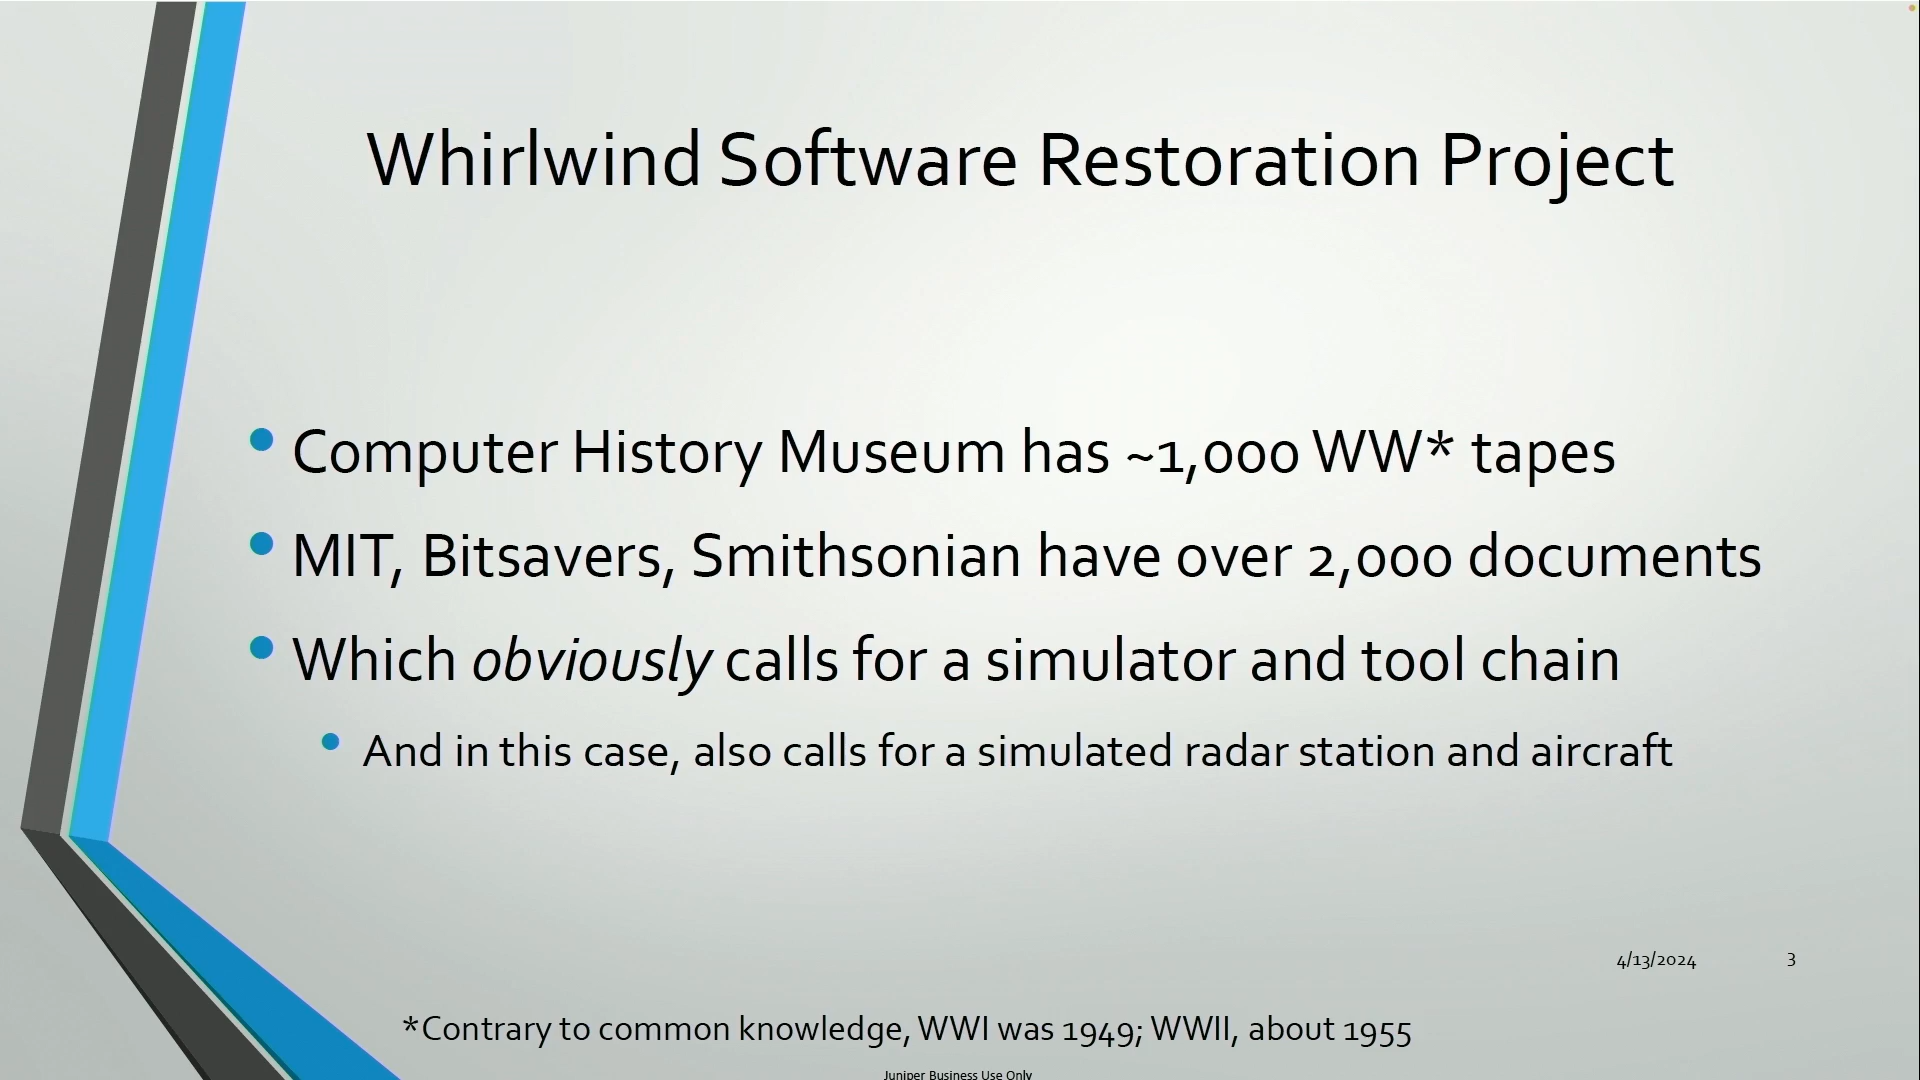 Whirlwind Software Restoration Project
• Computer History Museum has ~1,000 WW* tapes
• MIT, Bitsavers, Smithsonian have over 2,000 documents
• Which obviously calls for a simulator and tool chain
• And in this case, also calls for a simulated radar station and aircraft
4/13/2024 3
*Contrary to common knowledge, WWI was 1949; WWII, about 1955
Juniper Business Use Only